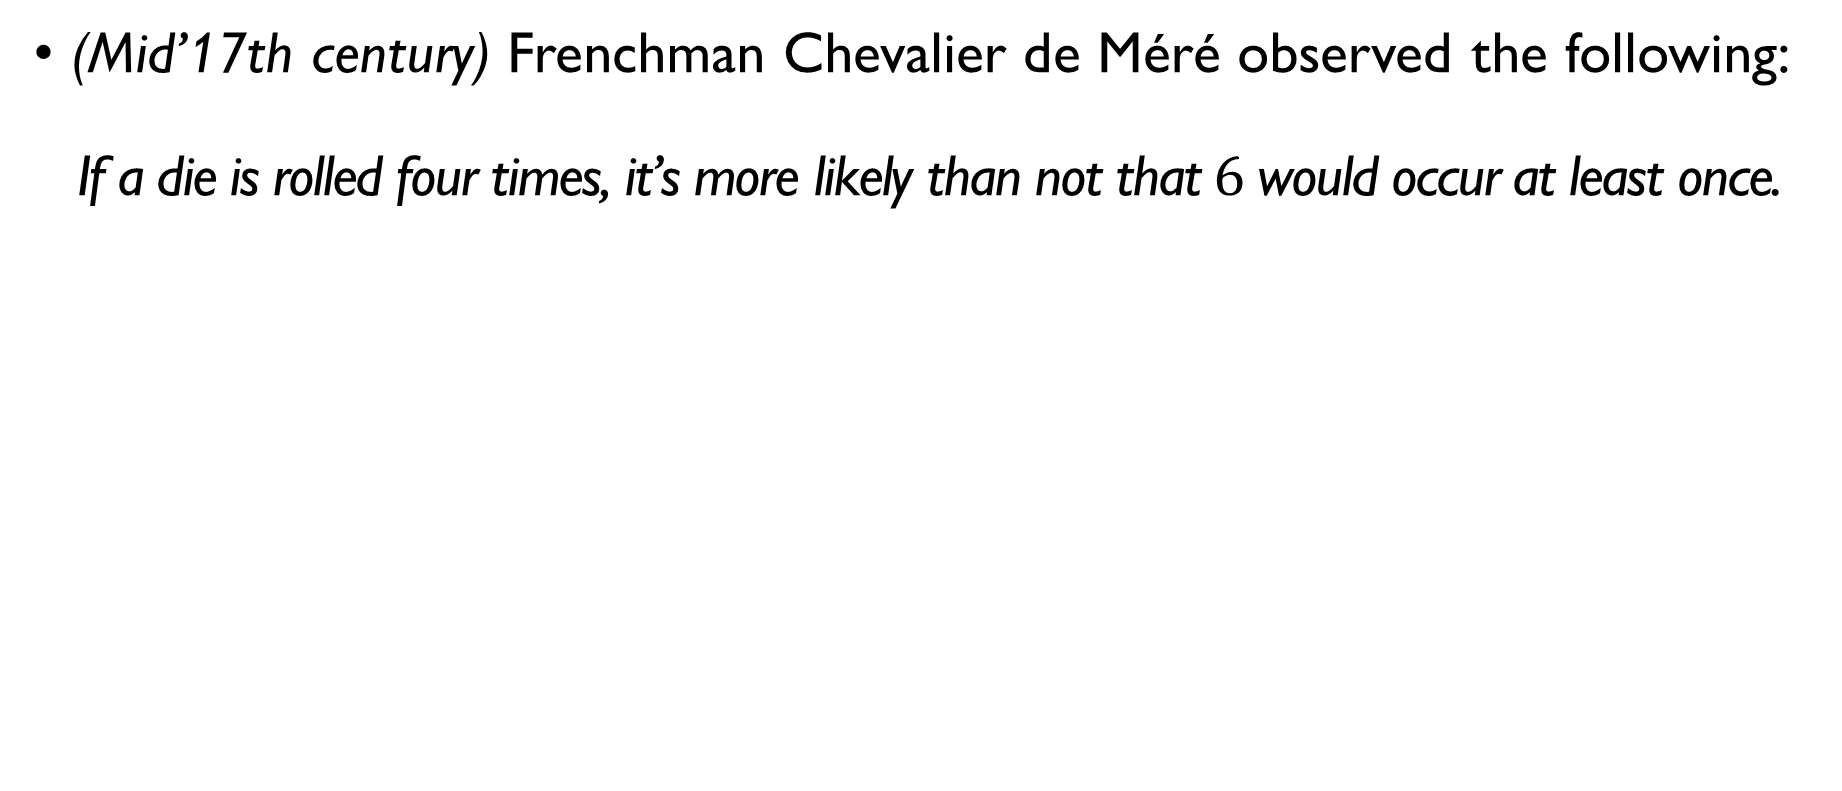 • (Mid’17th century) Frenchman Chevalier de Méré observed the following:
If a die is rolled four times, it’s more likely than not that 6 would occur at least once.